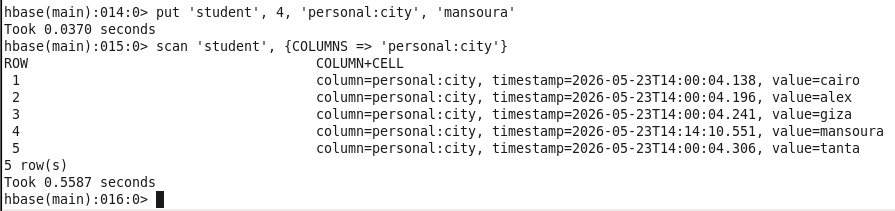 hbase(main):014:0> put 'student', 4, 'personal:city', 'mansoura'
Took 0.0370 seconds
hbase(main):015:0> scan 'student', {COLUMNS => 'personal:city'}
ROW                                   COLUMN+CELL
 1                                    column=personal:city, timestamp=2026-05-23T14:00:04.138, value=cairo
 2                                    column=personal:city, timestamp=2026-05-23T14:00:04.196, value=alex
 3                                    column=personal:city, timestamp=2026-05-23T14:00:04.241, value=giza
 4                                    column=personal:city, timestamp=2026-05-23T14:14:10.551, value=mansoura
 5                                    column=personal:city, timestamp=2026-05-23T14:00:04.306, value=tanta
5 row(s)
Took 0.5587 seconds
hbase(main):016:0>